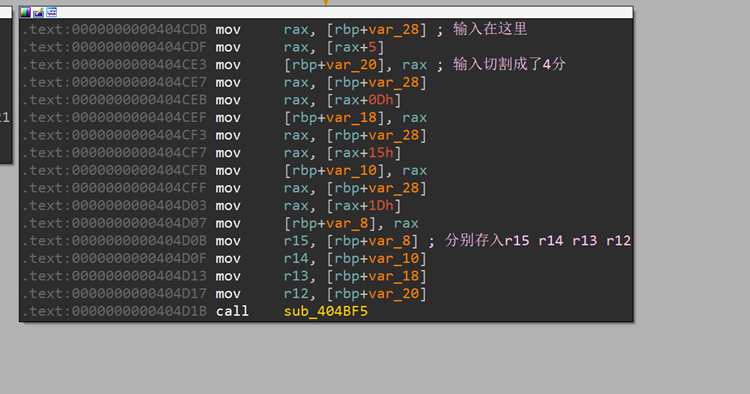 .text:0000000000404CDB mov rax, [rbp+var_28] ; 输入在这里
.text:0000000000404CDF mov rax, [rax+5]
.text:0000000000404CE3 mov [rbp+var_20], rax ; 输入切割成了4分
.text:0000000000404CE7 mov rax, [rbp+var_28]
.text:0000000000404CEB mov rax, [rax+0Dh]
.text:0000000000404CEF mov [rbp+var_18], rax
.text:0000000000404CF3 mov rax, [rbp+var_28]
.text:0000000000404CF7 mov rax, [rax+15h]
.text:0000000000404CFB mov [rbp+var_10], rax
.text:0000000000404CFF mov rax, [rbp+var_28]
.text:0000000000404D03 mov rax, [rax+1Dh]
.text:0000000000404D07 mov [rbp+var_8], rax
.text:0000000000404D0B mov r15, [rbp+var_8] ; 分别存入r15 r14 r13 r12
.text:0000000000404D0F mov r14, [rbp+var_10]
.text:0000000000404D13 mov r13, [rbp+var_18]
.text:0000000000404D17 mov r12, [rbp+var_20]
.text:0000000000404D1B call sub_404BF5